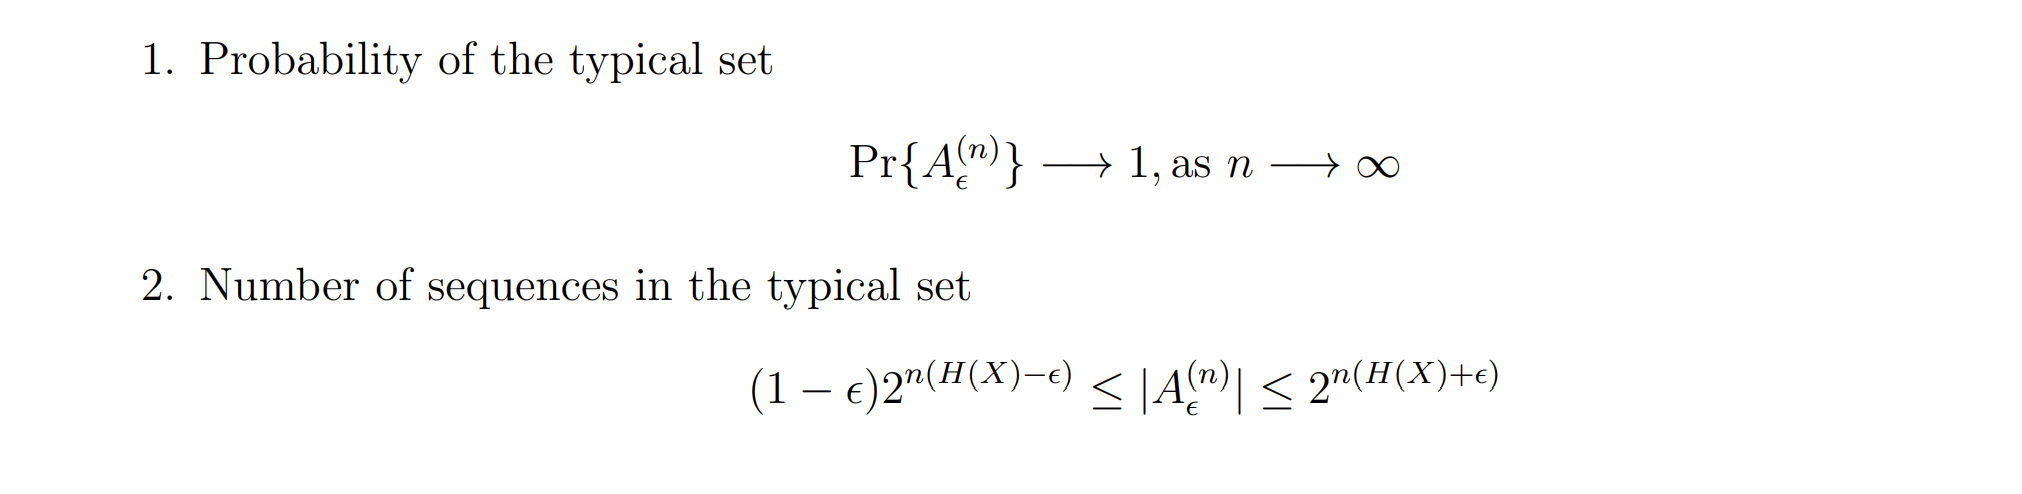 1. Probability of the typical set
Pr{A_ϵ^{(n)}} ⟶ 1, as n ⟶ ∞
2. Number of sequences in the typical set
(1 − ϵ)2^{n(H(X)−ϵ)} ≤ |A_ϵ^{(n)}| ≤ 2^{n(H(X)+ϵ)}